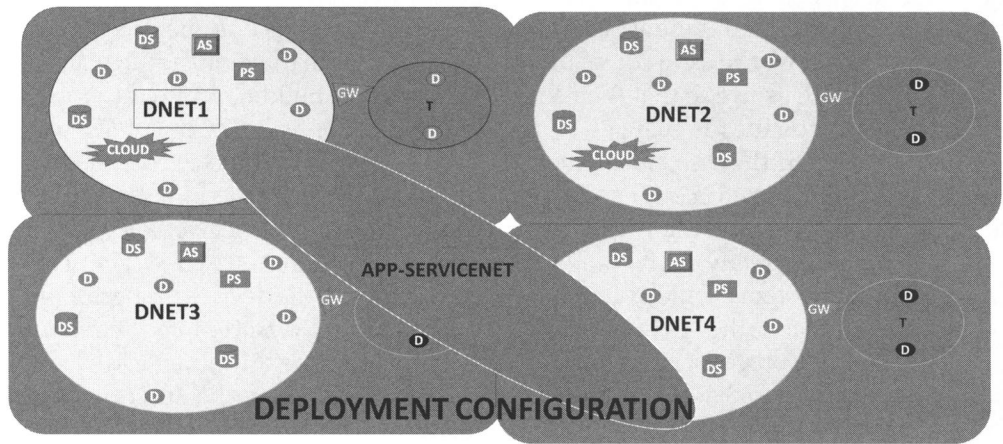 DS
AS
D
D
D
PS
D
DNET1
DS
CLOUD
D
GW
D
T
D
DS
AS
D
D
D
PS
D
DNET2
DS
CLOUD
DS
D
GW
D
T
D
APP-SERVICENET
DS
AS
D
D
D
PS
DNET3
D
DS
DS
D
GW
D
DS
AS
D
PS
D
DNET4
D
DS
GW
D
T
D
DEPLOYMENT CONFIGURATION